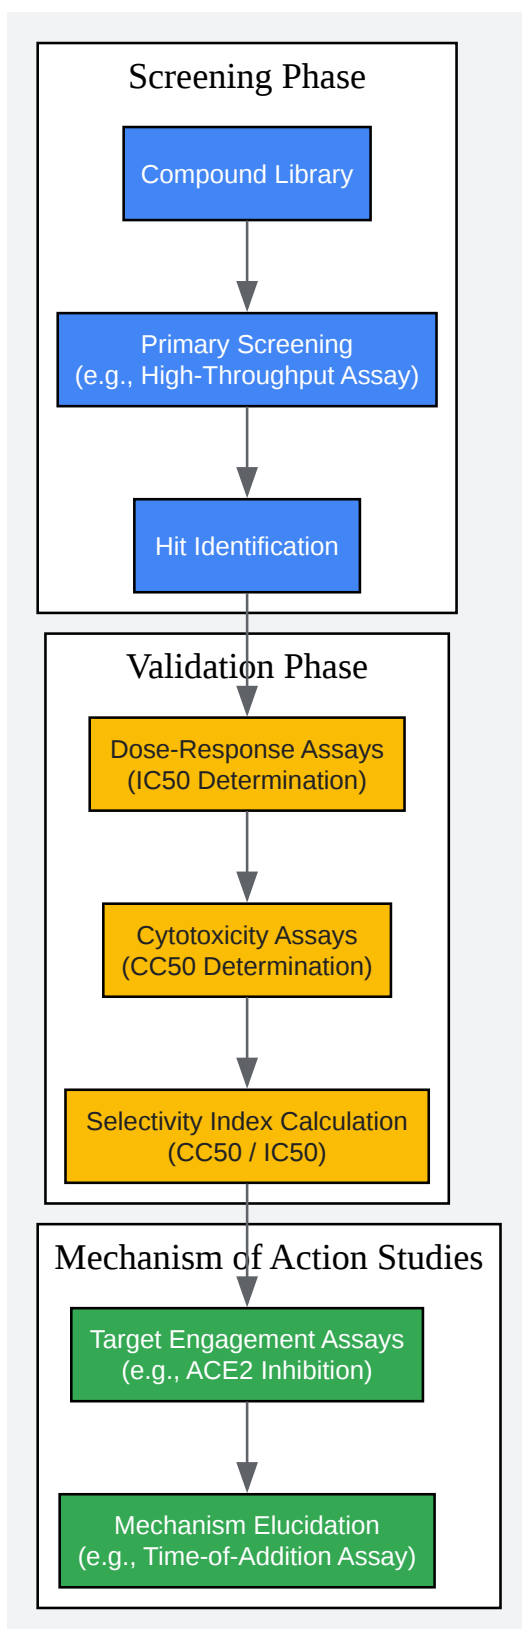 Screening Phase
Compound Library
Primary Screening
(e.g., High-Throughput Assay)
Hit Identification
Validation Phase
Dose-Response Assays
(IC50 Determination)
Cytotoxicity Assays
(CC50 Determination)
Selectivity Index Calculation
(CC50 / IC50)
Mechanism of Action Studies
Target Engagement Assays
(e.g., ACE2 Inhibition)
Mechanism Elucidation
(e.g., Time-of-Addition Assay)